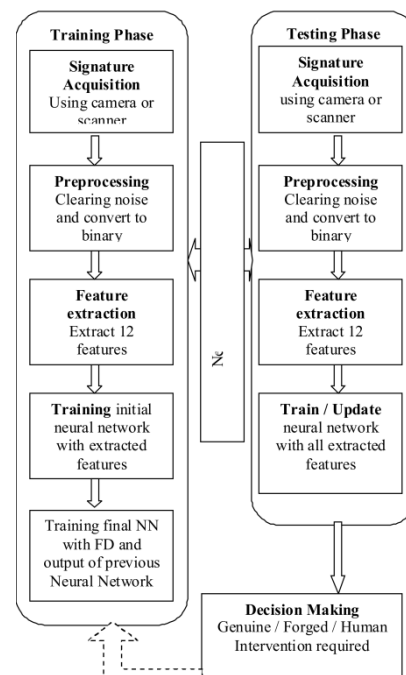 Training Phase
Signature
Acquisition
Using camera or
scanner
Preprocessing
Clearing noise
and convert to
binary
Feature
extraction
Extract 12
features
Training initial
neural network
with extracted
features
Training final NN
with FD and
output of previous
Neural Network
Testing Phase
Signature
Acquisition
using camera or
scanner
Preprocessing
Clearing noise
and convert to
binary
Feature
extraction
Extract 12
features
Train / Update
neural network
with all extracted
features
Decision Making
Genuine / Forged / Human
Intervention required